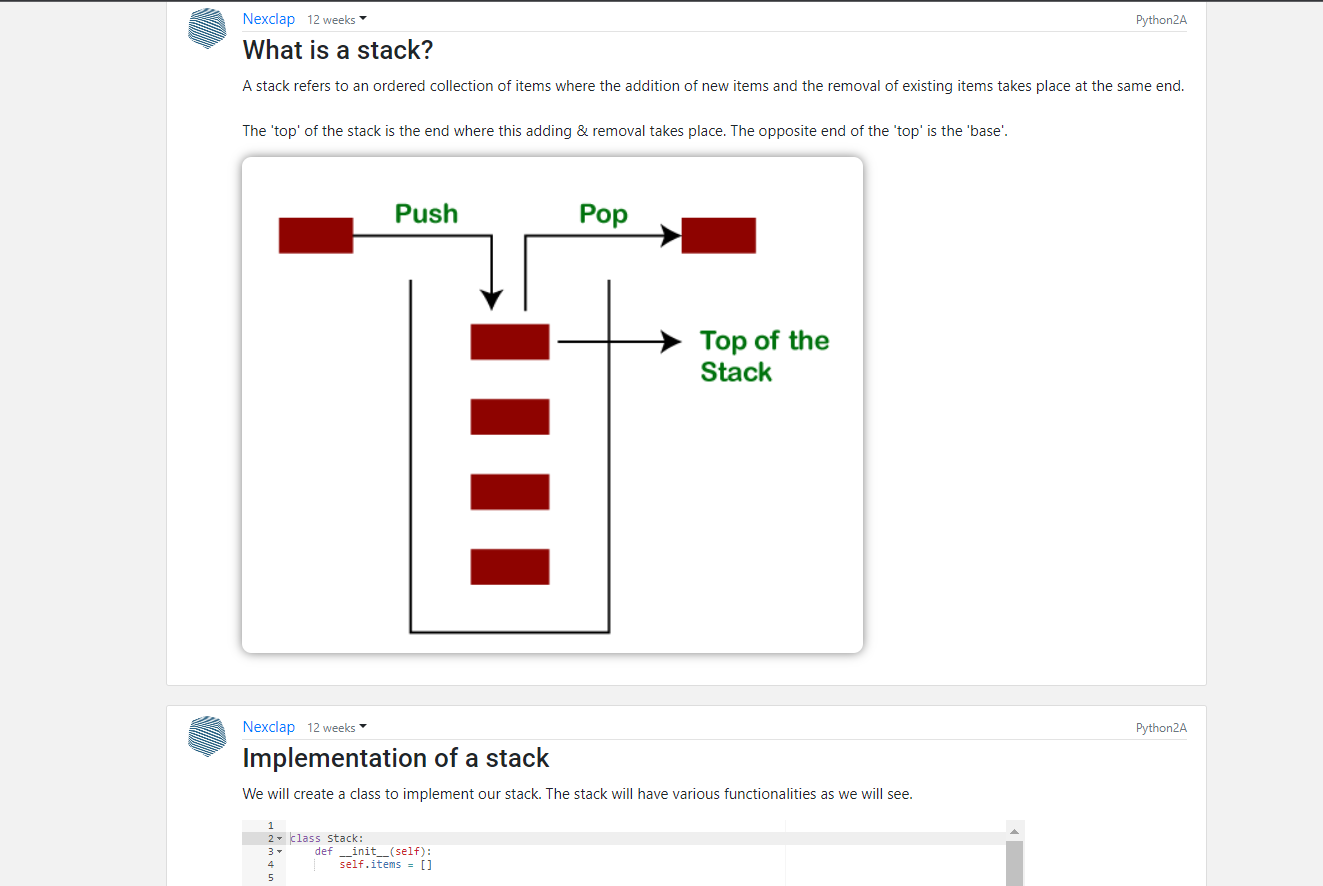 Nexclap 12 weeks Python2A
What is a stack?
A stack refers to an ordered collection of items where the addition of new items and the removal of existing items takes place at the same end.
The 'top' of the stack is the end where this adding & removal takes place. The opposite end of the 'top' is the 'base'.
Push Pop
Top of the
Stack
Nexclap 12 weeks Python2A
Implementation of a stack
We will create a class to implement our stack. The stack will have various functionalities as we will see.
1
2 class Stack:
3 def __init__(self):
4 self.items = []
5